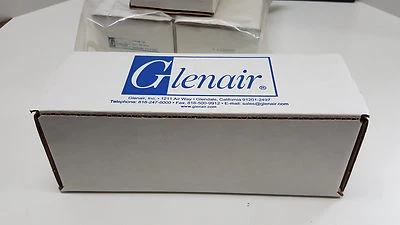 Glenair®
Glenair, Inc. • 1211 Air Way • Glendale, California 91201-2497
Telephone: 818-247-6000 • Fax: 818-500-9912 • E-mail: sales@glenair.com
www.glenair.com